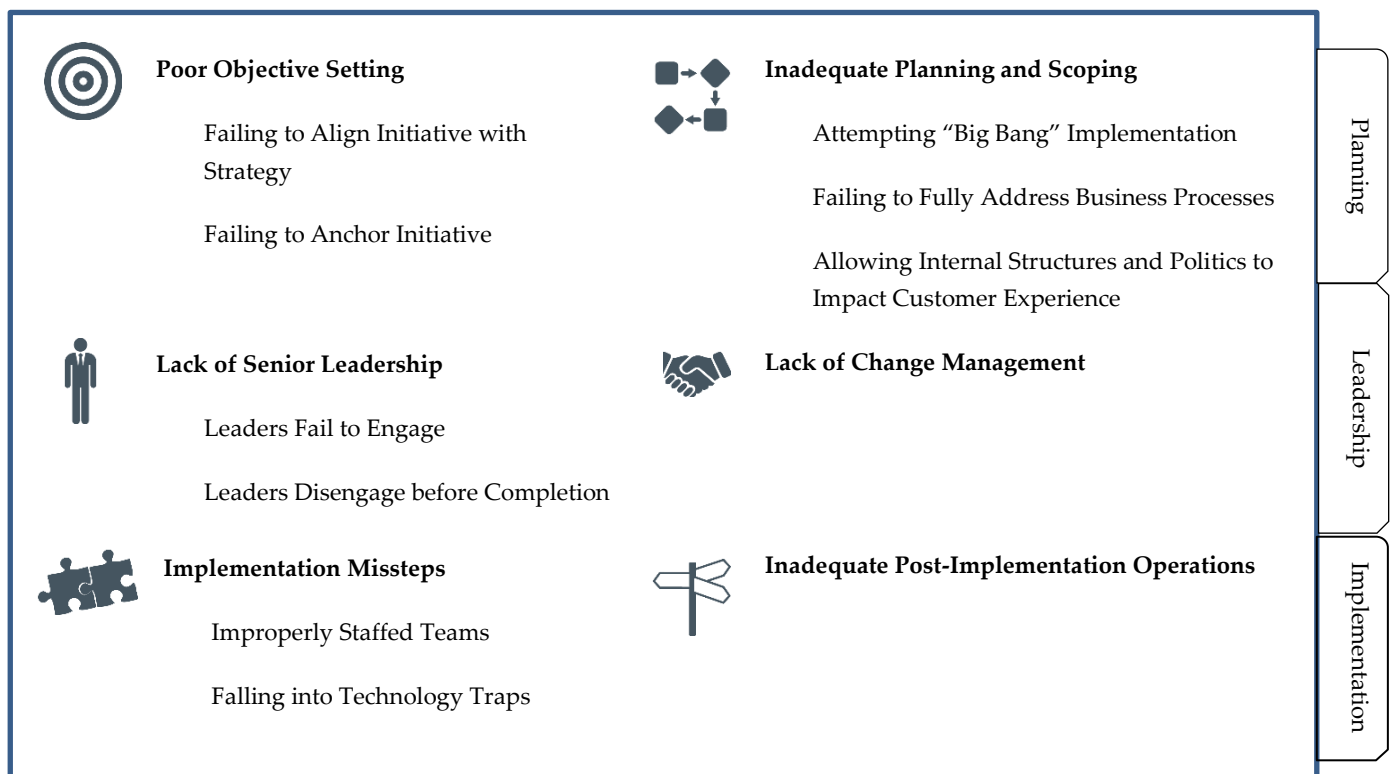 Poor Objective Setting
Failing to Align Initiative with
Strategy
Failing to Anchor Initiative
Inadequate Planning and Scoping
Attempting “Big Bang” Implementation
Failing to Fully Address Business Processes
Allowing Internal Structures and Politics to
Impact Customer Experience
Planning
Lack of Senior Leadership
Leaders Fail to Engage
Leaders Disengage before Completion
Lack of Change Management
Leadership
Implementation Missteps
Improperly Staffed Teams
Falling into Technology Traps
Inadequate Post-Implementation Operations
Implementation